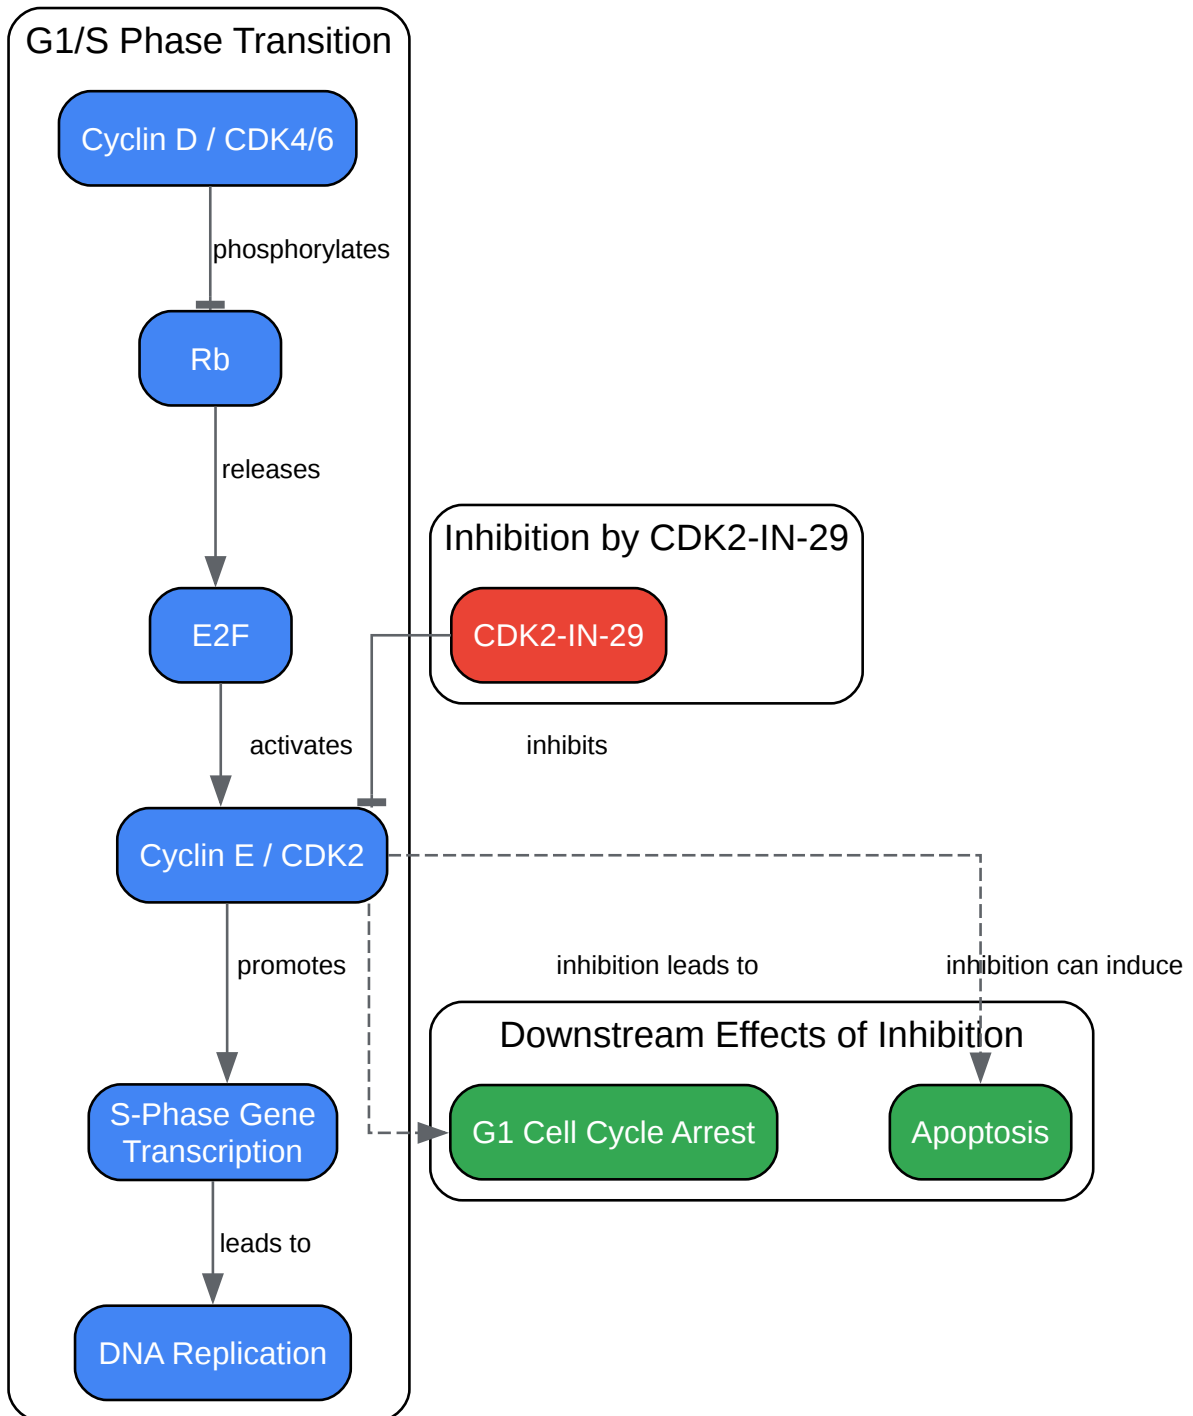 G1/S Phase Transition
Cyclin D / CDK4/6
phosphorylates
Rb
releases
E2F
activates
Cyclin E / CDK2
promotes
S-Phase Gene
Transcription
leads to
DNA Replication
Inhibition by CDK2-IN-29
CDK2-IN-29
inhibits
inhibition leads to
inhibition can induce
Downstream Effects of Inhibition
G1 Cell Cycle Arrest
Apoptosis